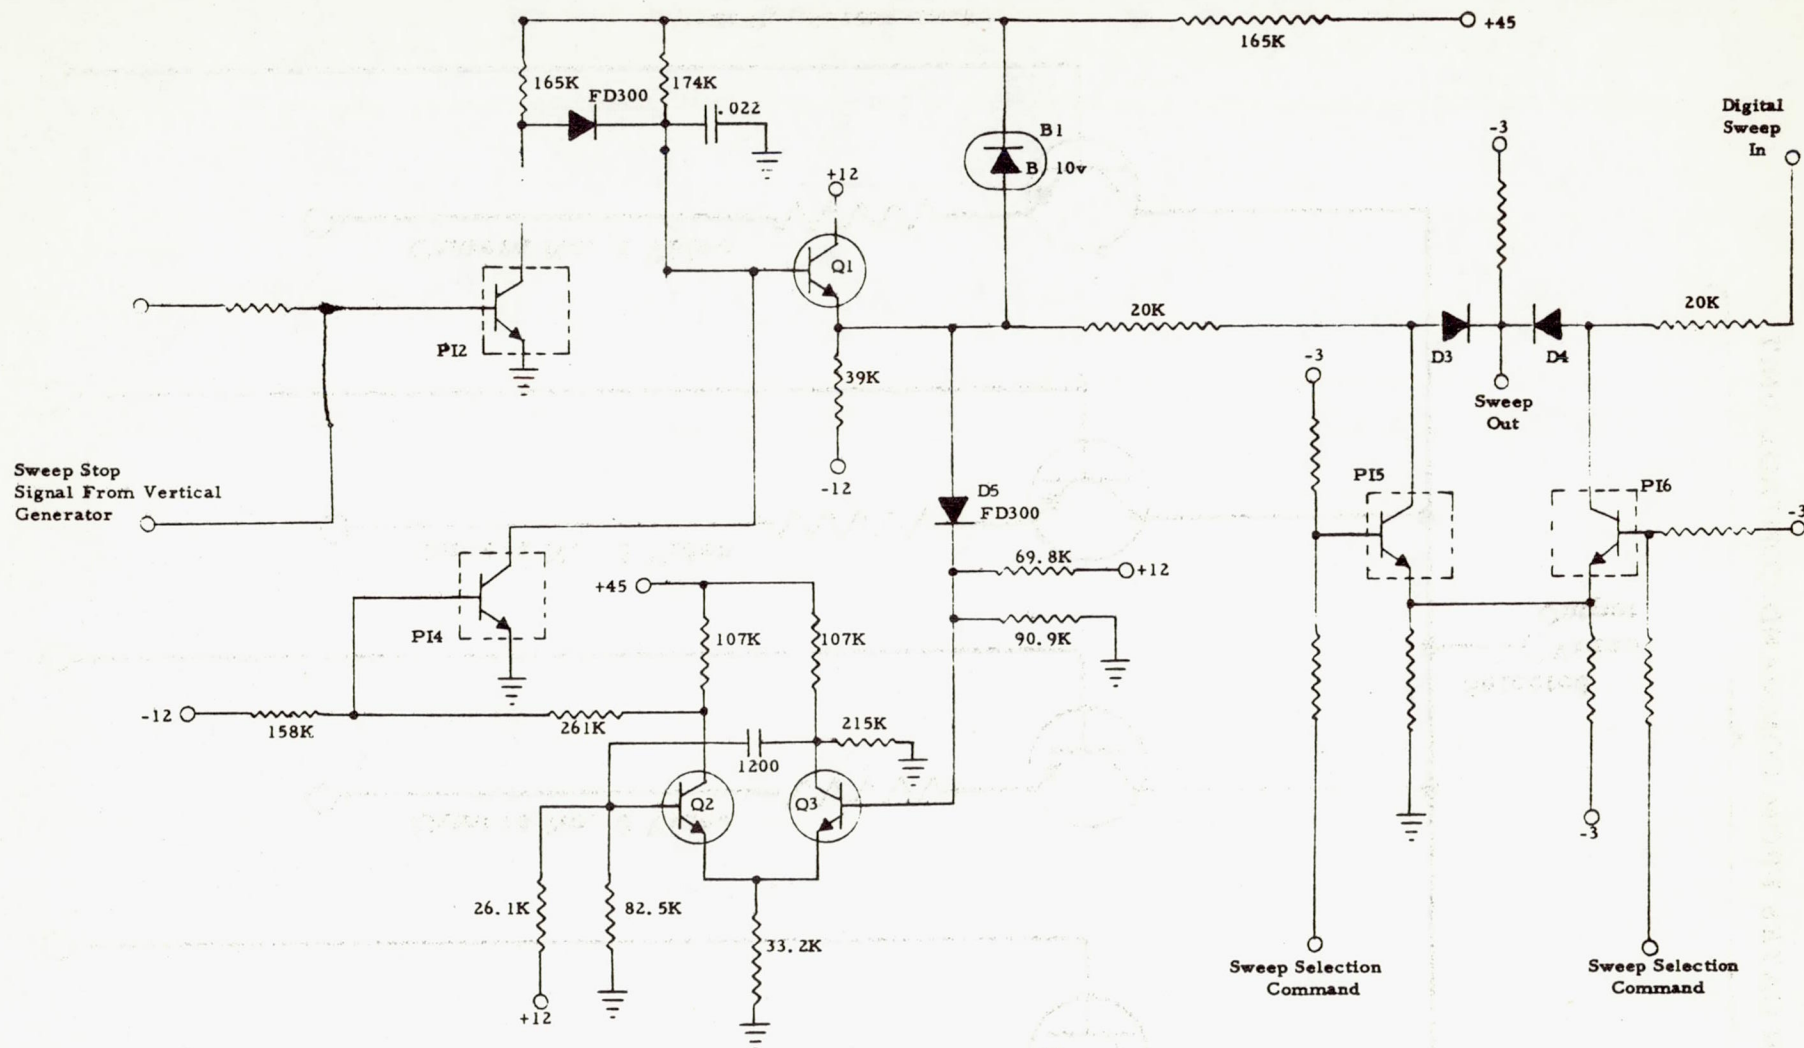 +45
165K
165K
FD300
174K
.022
B1
B 10v
-3
Digital
Sweep
In
+12
Q1
PI2
39K
-12
20K
D3
D4
20K
-3
Sweep
Out
Sweep Stop
Signal From Vertical
Generator
D5
FD300
PI5
PI6
-3
69.8K
+12
+45
PI4
107K
107K
90.9K
-12
158K
261K
215K
1200
Q2
Q3
-3
26.1K
82.5K
33.2K
+12
Sweep Selection
Command
Sweep Selection
Command